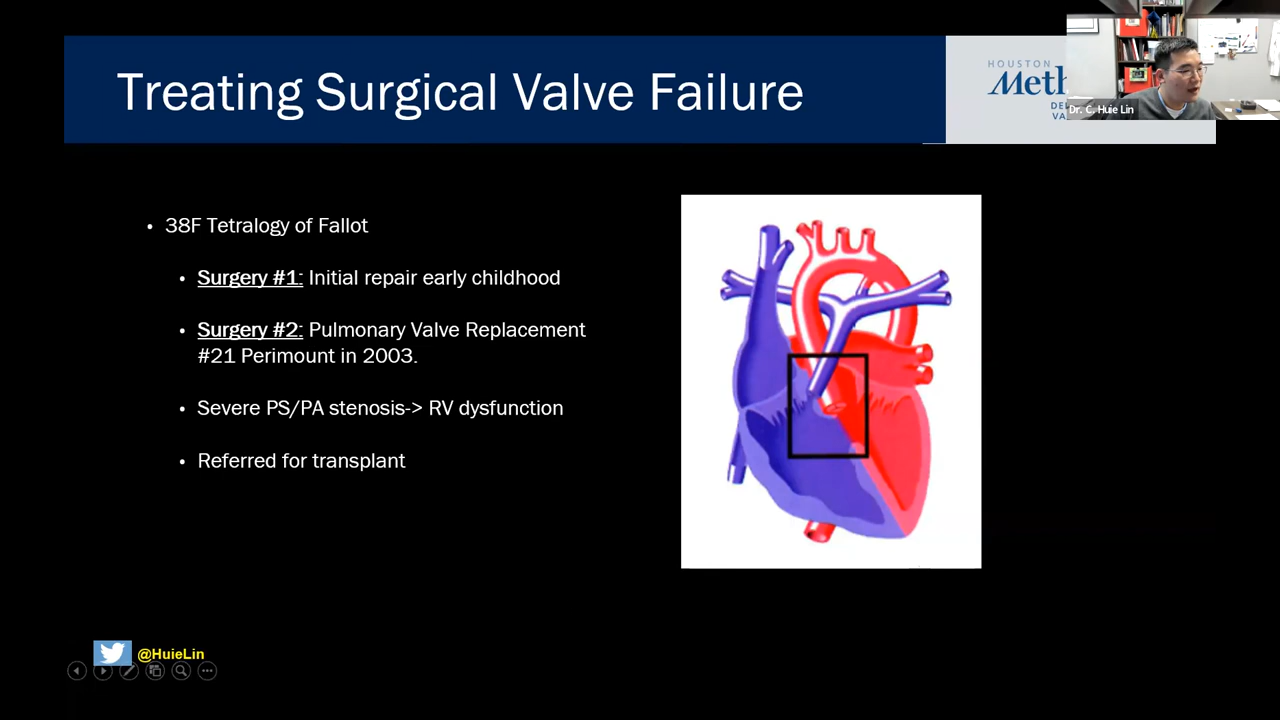 Treating Surgical Valve Failure
HOUSTON
Meth
DE
VA
Dr. C. Huie Lin
• 38F Tetralogy of Fallot
• Surgery #1: Initial repair early childhood
• Surgery #2: Pulmonary Valve Replacement
#21 Perimount in 2003.
• Severe PS/PA stenosis-> RV dysfunction
• Referred for transplant
@HuieLin